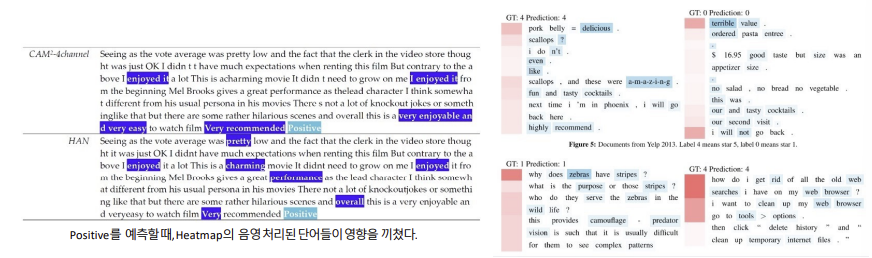 CAM²-4channel
Seeing as the vote average was pretty low and the fact that the clerk in the video store thoug
ht was just OK I didn t t have much expectations when renting this film But contrary to the a
bove I enjoyed it a lot This is acharming movie It didn t need to grow on me I enjoyed it fro
m the beginning Mel Brooks gives a great performance as thelead character I think somewha
t different from his usual persona in his movies There s not a lot of knockout jokes or someth
inglike that but there are some rather hilarious scenes and overall this is a very enjoyable an
d very easy to watch film Very recommended Positive
HAN
Seeing as the vote average was pretty low and the fact that the clerk in the video store thoug
ht it was just OK I didn't have much expectations when renting this film But contrary to the a
bove I enjoyed it a lot This is a charming movie It didn't need to grow on me I enjoyed it fro
m the beginning Mel Brooks gives a great performance as the lead character I think somewh
at different from his usual persona in his movies There not a lot of knockoutjokes or somethi
ng like that but there are some rather hilarious scenes and overall this is a very enjoyable an
d veryeasy to watch film Very recommended Positive
Positive를 예측할때,Heatmap의 음영처리된 단어들이 영향을 끼쳤다.
GT: 4 Prediction: 4
pork belly = delicious .
scallops ?
i do n't .
even .
like .
scallops , and these were a-m-a-z-i-n-g .
fun and tasty cocktails .
next time i 'm in phoenix , i will go
back here .
highly recommend .
GT: 0 Prediction: 0
terrible value .
ordered pasta entree .
.
$ 16.95 good taste but size was an
appetizer size .
.
no salad , no bread no vegetable .
this was .
our and tasty cocktails .
our second visit .
i will not go back .
Figure 5: Documents from Yelp 2013. Label 4 means star 5, label 0 means star 1.
GT: 1 Prediction: 1
why does zebras have stripes ?
what is the purpose or those stripes ?
who do they serve the zebras in the
wild life ?
this provides camouflage - predator
vision is such that it is usually difficult
for them to see complex patterns
GT: 4 Prediction: 4
how do i get rid of all the old web
searches i have on my web browser ?
i want to clean up my web browser
go to tools > options .
then click " delete history " and "
clean up temporary internet files . "